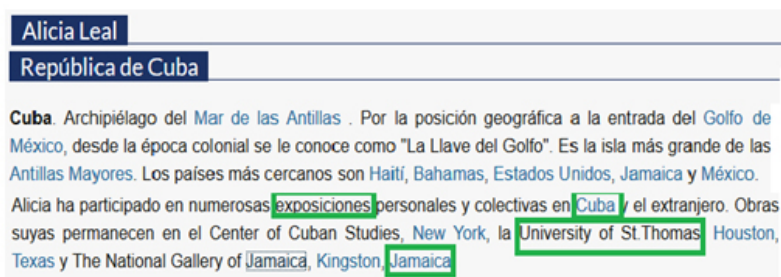 Alicia Leal
República de Cuba
Cuba. Archipiélago del Mar de las Antillas . Por la posición geográfica a la entrada del Golfo de
México, desde la época colonial se le conoce como "La Llave del Golfo". Es la isla más grande de las
Antillas Mayores. Los países más cercanos son Haití, Bahamas, Estados Unidos, Jamaica y México.
Alicia ha participado en numerosas exposiciones personales y colectivas en Cuba y el extranjero. Obras
suyas permanecen en el Center of Cuban Studies, New York, la University of St.Thomas Houston,
Texas y The National Gallery of Jamaica, Kingston, Jamaica